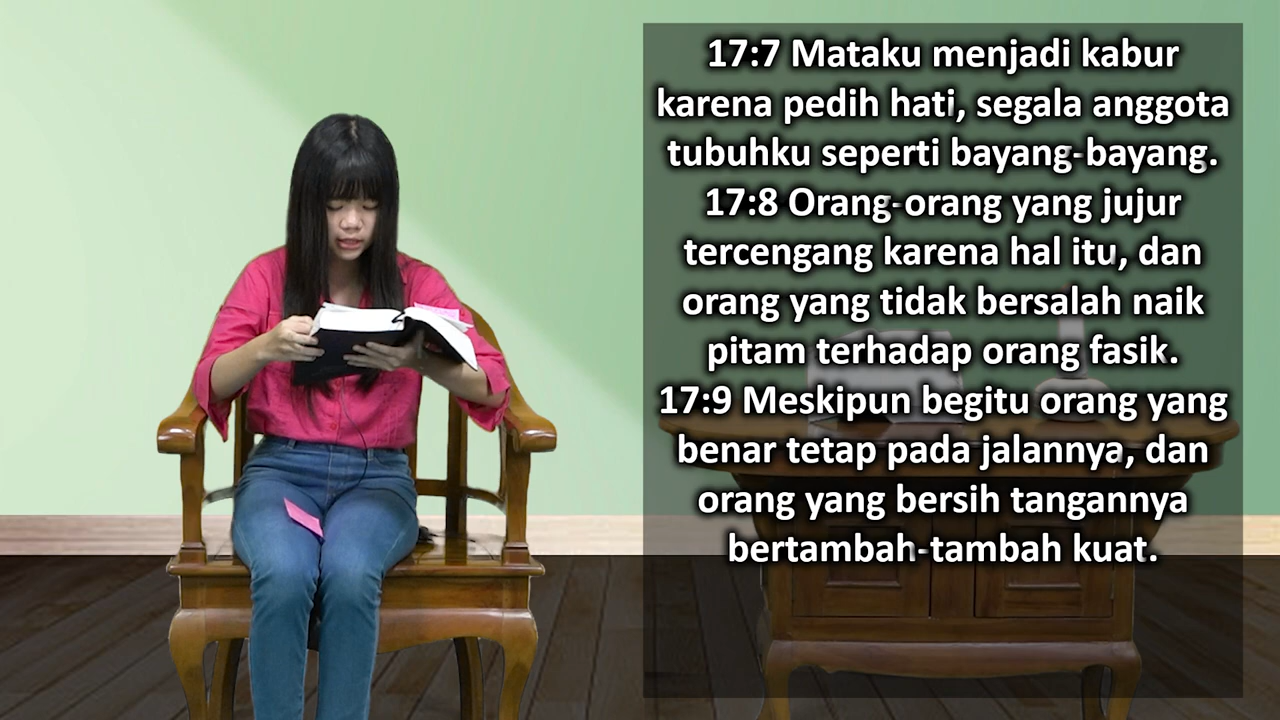 17:7 Mataku menjadi kabur
karena pedih hati, segala anggota
tubuhku seperti bayang-bayang.
17:8 Orang-orang yang jujur
tercengang karena hal itu, dan
orang yang tidak bersalah naik
pitam terhadap orang fasik.
17:9 Meskipun begitu orang yang
benar tetap pada jalannya, dan
orang yang bersih tangannya
bertambah-tambah kuat.